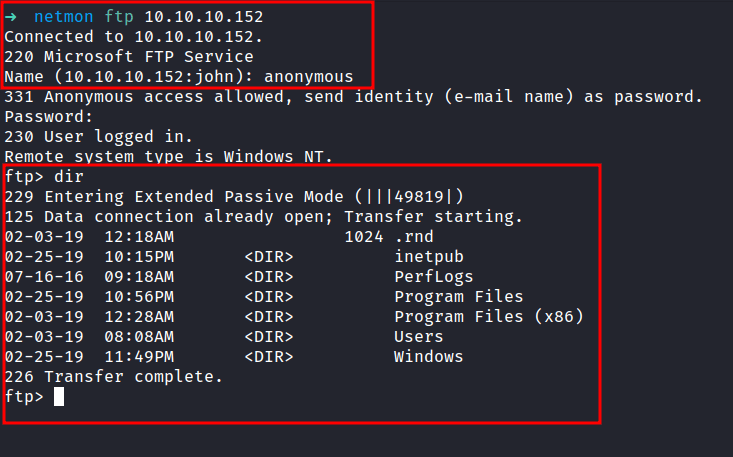 → netmon ftp 10.10.10.152
Connected to 10.10.10.152.
220 Microsoft FTP Service
Name (10.10.10.152:john): anonymous
331 Anonymous access allowed, send identity (e-mail name) as password.
Password:
230 User logged in.
Remote system type is Windows NT.
ftp> dir
229 Entering Extended Passive Mode (|||49819|)
125 Data connection already open; Transfer starting.
02-03-19  12:18AM                 1024 .rnd
02-25-19  10:15PM       <DIR>          inetpub
07-16-16  09:18AM       <DIR>          PerfLogs
02-25-19  10:56PM       <DIR>          Program Files
02-03-19  12:28AM       <DIR>          Program Files (x86)
02-03-19  08:08AM       <DIR>          Users
02-25-19  11:49PM       <DIR>          Windows
226 Transfer complete.
ftp>